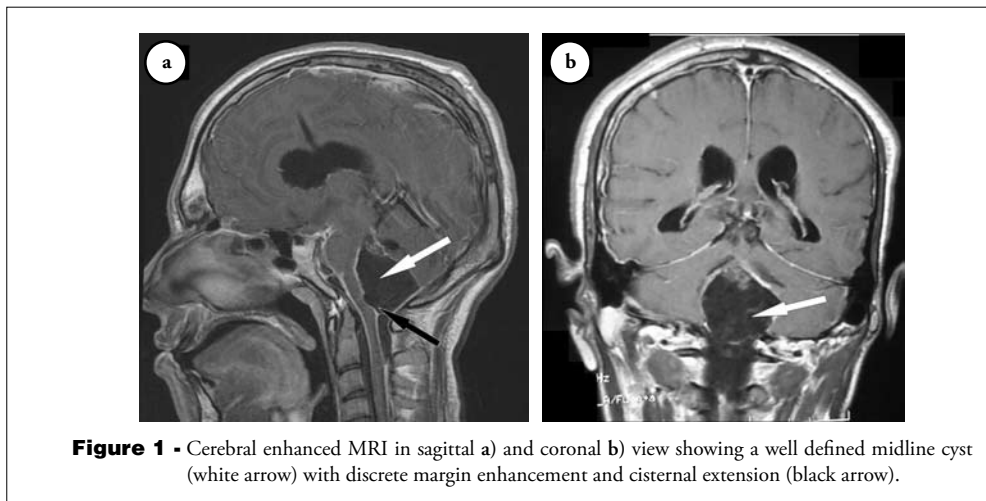 a
b
HZ
Figure 1 - Cerebral enhanced MRI in sagittal a) and coronal b) view showing a well defined midline cyst
(white arrow) with discrete margin enhancement and cisternal extension (black arrow).